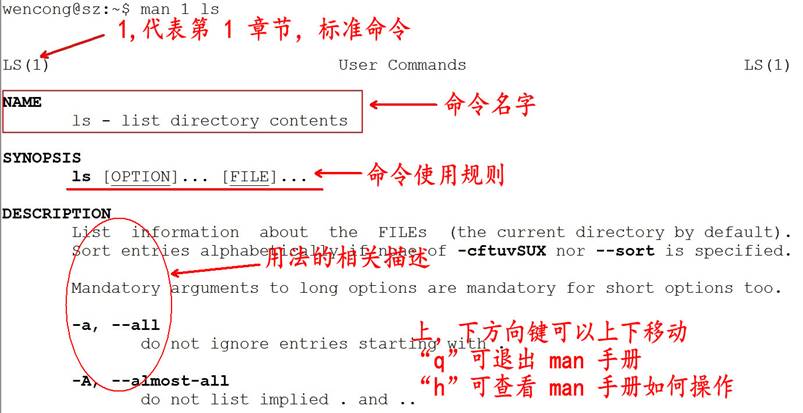 wencong@sz:~$ man 1 ls
1,代表第 1 章节, 标准命令
LS(1) User Commands LS(1)
NAME
命令名字
ls - list directory contents
SYNOPSIS
ls [OPTION]... [FILE]...
命令使用规则
DESCRIPTION
List information about the FILEs (the current directory by default).
Sort entries alphabetically if none of -cftuvSUX nor --sort is specified.
用法的相关描述
Mandatory arguments to long options are mandatory for short options too.
-a, --all
do not ignore entries starting with .
上, 下方向键可以上下移动
“q”可退出 man 手册
-A, --almost-all
“h”可查看 man 手册如何操作
do not list implied . and ..